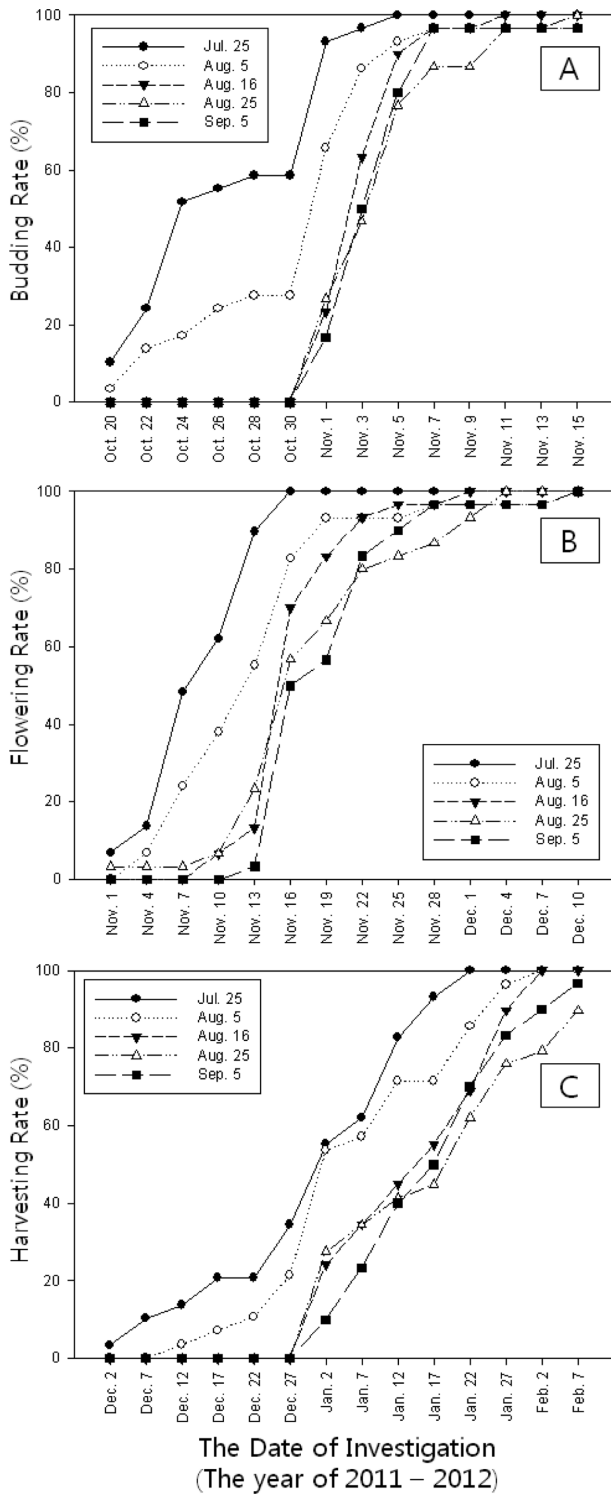 100
80
60
40
20
0
Budding Rate (%)
Jul. 25
Aug. 5
Aug. 16
Aug. 25
Sep. 5
A
Oct. 20
Oct. 22
Oct. 24
Oct. 26
Oct. 28
Oct. 30
Nov. 1
Nov. 3
Nov. 5
Nov. 7
Nov. 9
Nov. 11
Nov. 13
Nov. 15
100
80
60
40
20
0
Flowering Rate (%)
B
Jul. 25
Aug. 5
Aug. 16
Aug. 25
Sep. 5
Nov. 1
Nov. 4
Nov. 7
Nov. 10
Nov. 13
Nov. 16
Nov. 19
Nov. 22
Nov. 25
Nov. 28
Dec. 1
Dec. 4
Dec. 7
Dec. 10
100
80
60
40
20
0
Harvesting Rate (%)
Jul. 25
Aug. 5
Aug. 16
Aug. 25
Sep. 5
C
Dec. 2
Dec. 7
Dec. 12
Dec. 17
Dec. 22
Dec. 27
Jan. 2
Jan. 7
Jan. 12
Jan. 17
Jan. 22
Jan. 27
Feb. 2
Feb. 7
The Date of Investigation
(The year of 2011 – 2012)